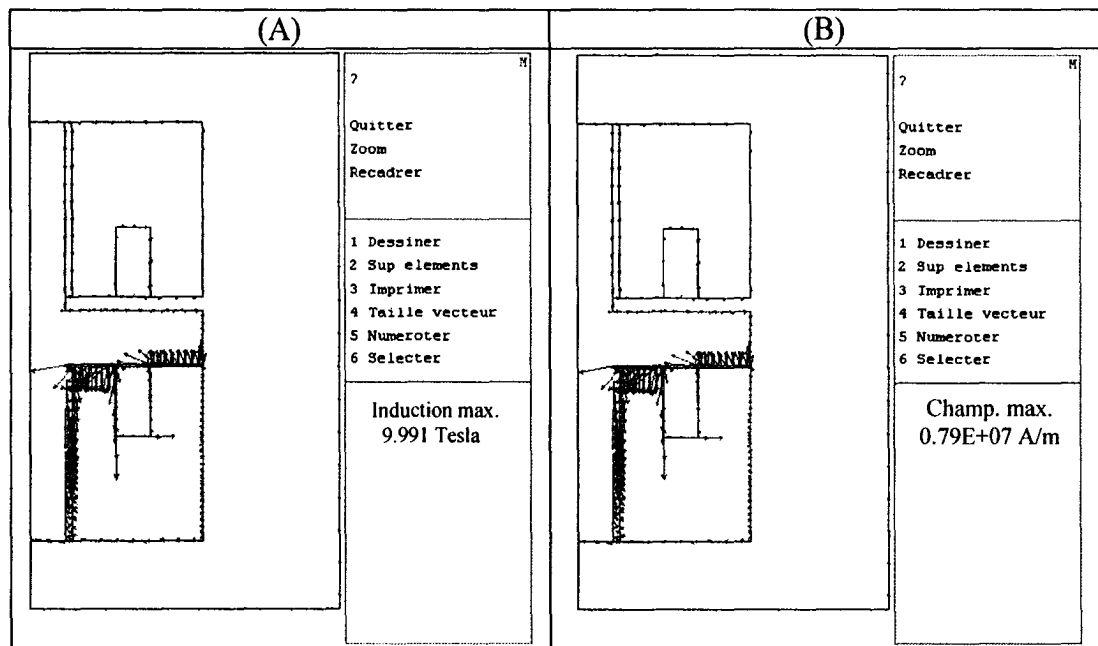 (A)
M
?
Quitter
Zoom
Recadrer
1 Dessiner
2 Sup elements
3 Imprimer
4 Taille vecteur
5 Numeroter
6 Selecter
Induction max.
9.991 Tesla
(B)
M
?
Quitter
Zoom
Recadrer
1 Dessiner
2 Sup elements
3 Imprimer
4 Taille vecteur
5 Numeroter
6 Selecter
Champ. max.
0.79E+07 A/m